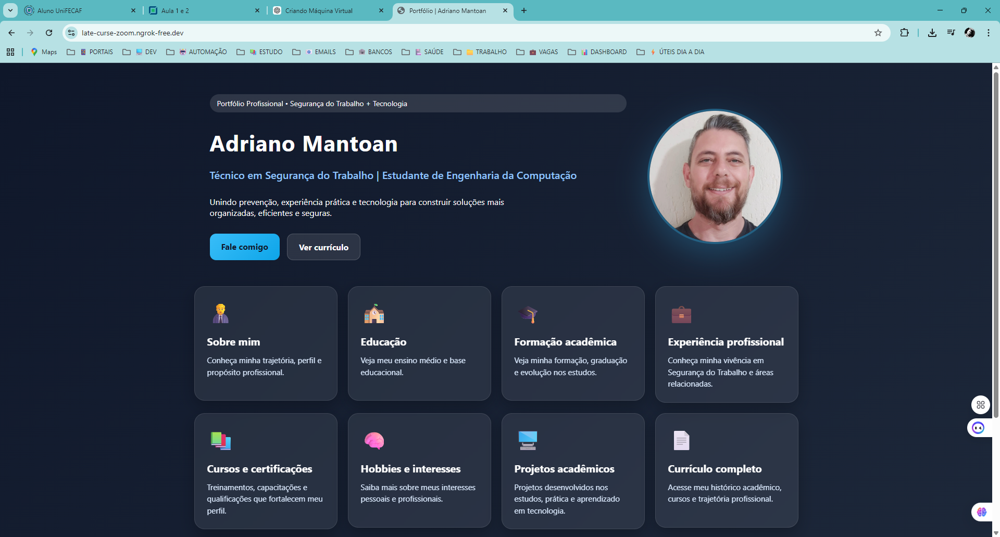 Aluno UniFECAF
Aula 1 e 2
Criando Máquina Virtual
Portfólio | Adriano Mantoan
late-curse-zoom.ngrok-free.dev
Maps
PORTAIS
DEV
AUTOMAÇÃO
ESTUDO
EMAILS
BANCOS
SAÚDE
TRABALHO
VAGAS
DASHBOARD
ÚTEIS DIA A DIA
Portfólio Profissional • Segurança do Trabalho + Tecnologia
Adriano Mantoan
Técnico em Segurança do Trabalho | Estudante de Engenharia da Computação
Unindo prevenção, experiência prática e tecnologia para construir soluções mais
organizadas, eficientes e seguras.
Fale comigo
Ver currículo
Sobre mim
Conheça minha trajetória, perfil e
propósito profissional.
Educação
Veja meu ensino médio e base
educacional.
Formação acadêmica
Veja minha formação, graduação
e evolução nos estudos.
Experiência profissional
Conheça minha vivência em
Segurança do Trabalho e áreas
relacionadas.
Cursos e certificações
Treinamentos, capacitações e
qualificações que fortalecem meu
perfil.
Hobbies e interesses
Saiba mais sobre meus interesses
pessoais e profissionais.
Projetos acadêmicos
Projetos desenvolvidos nos
estudos, prática e aprendizado
em tecnologia.
Currículo completo
Acesse meu histórico acadêmico,
cursos e trajetória profissional.